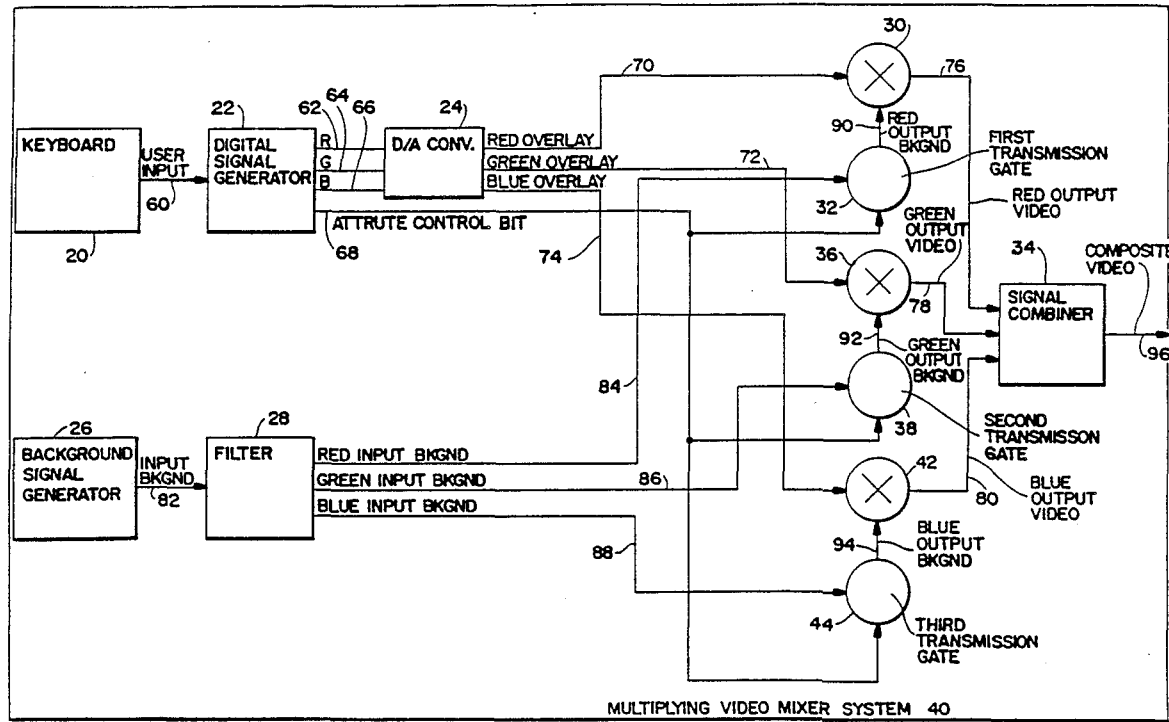 30
70
76
22
62
64
66
24
KEYBOARD
USER
INPUT
60
20
DIGITAL
SIGNAL
GENERATOR
R
G
B
D/A CONV.
RED OVERLAY
GREEN OVERLAY
BLUE OVERLAY
ATTRUTE CONTROL BIT
68
72
74
90
RED
OUTPUT
BKGND
32
FIRST
TRANSMISSION
GATE
RED OUTPUT
VIDEO
GREEN
OUTPUT
VIDEO
36
78
34
SIGNAL
COMBINER
COMPOSITE
VIDEO
96
92
GREEN
OUTPUT
BKGND
84
38
SECOND
TRANSMISSON
GATE
26
BACKGROUND
SIGNAL
GENERATOR
INPUT
BKGND
82
28
FILTER
RED INPUT BKGND
GREEN INPUT BKGND
BLUE INPUT BKGND
86
88
42
80
BLUE
OUTPUT
VIDEO
94
BLUE
OUTPUT
BKGND
44
THIRD
TRANSMISSION
GATE
MULTIPLYING VIDEO MIXER SYSTEM 40